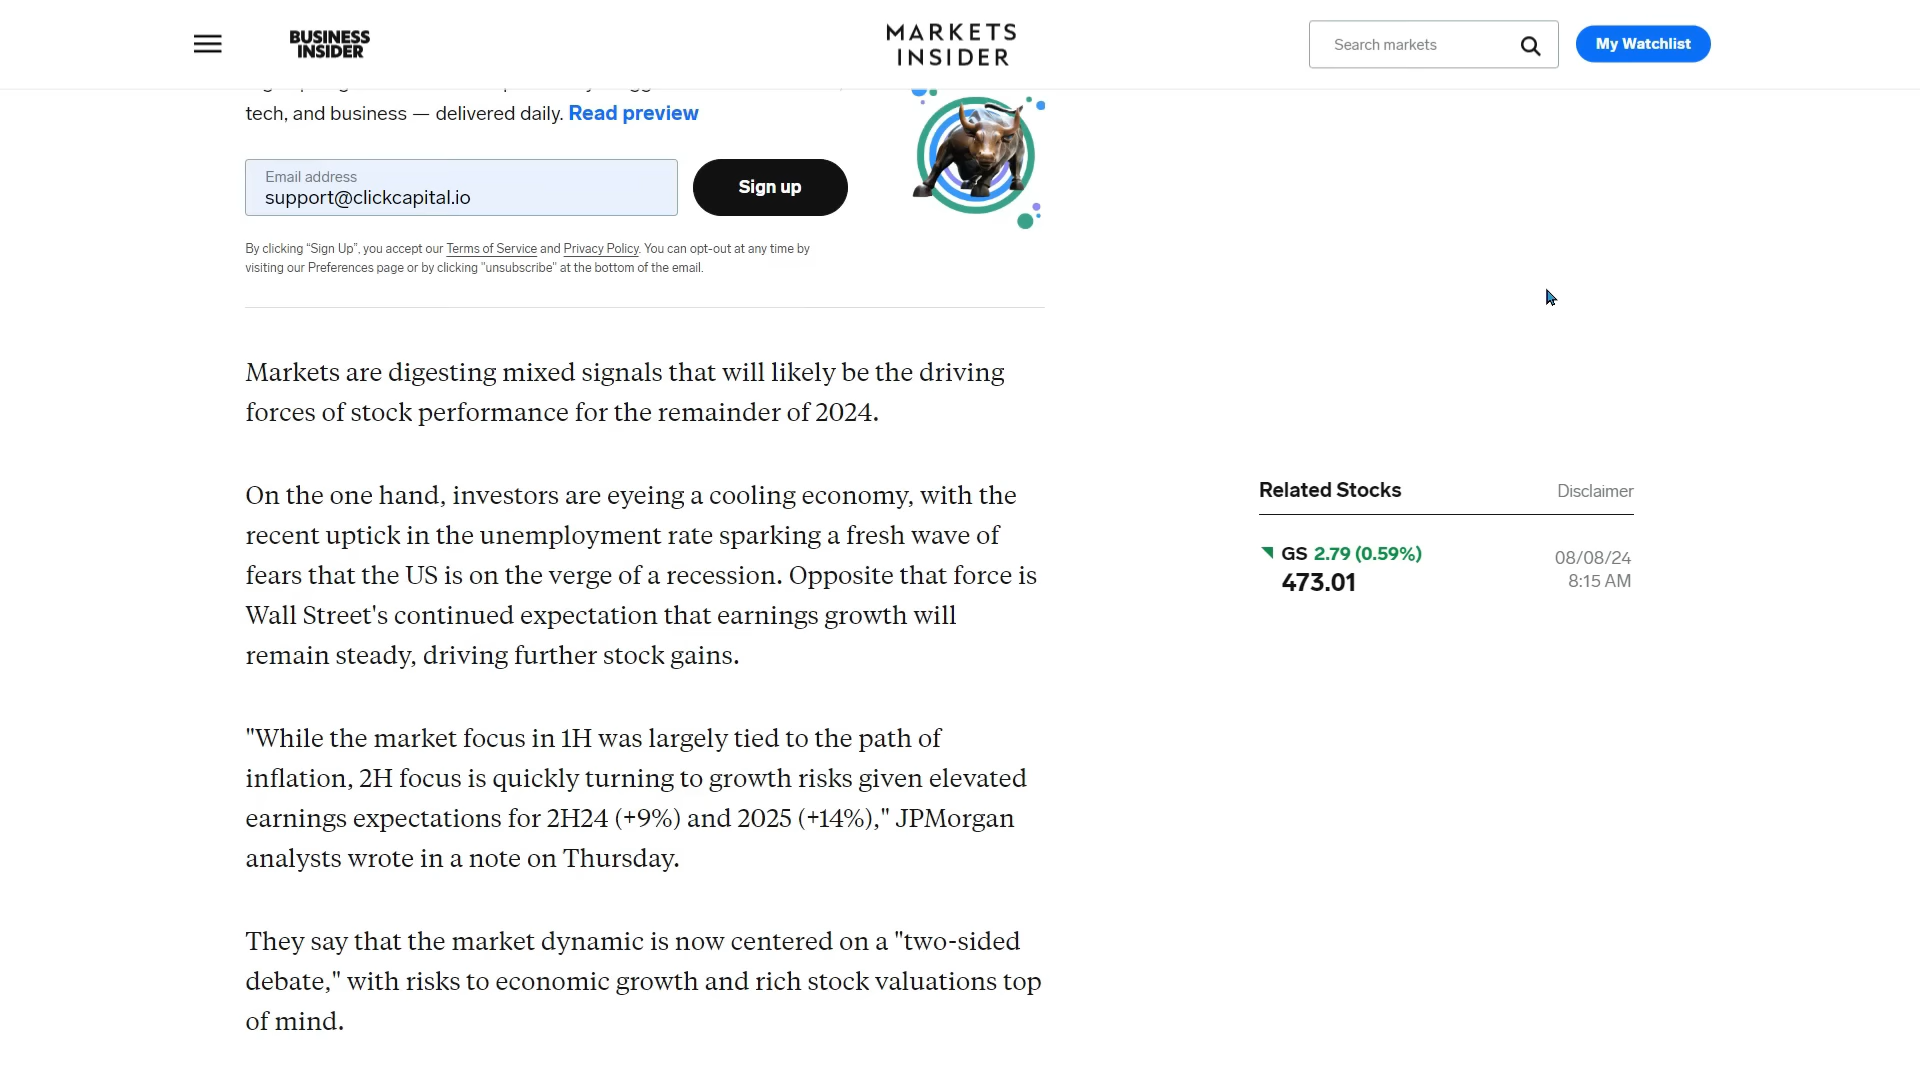 BUSINESS
INSIDER
MARKETS
INSIDER
Search markets
My Watchlist
tech, and business — delivered daily. Read preview
Email address
support@clickcapital.io
Sign up
By clicking “Sign Up”, you accept our Terms of Service and Privacy Policy. You can opt-out at any time by
visiting our Preferences page or by clicking "unsubscribe" at the bottom of the email.
Markets are digesting mixed signals that will likely be the driving
forces of stock performance for the remainder of 2024.
On the one hand, investors are eyeing a cooling economy, with the
recent uptick in the unemployment rate sparking a fresh wave of
fears that the US is on the verge of a recession. Opposite that force is
Wall Street's continued expectation that earnings growth will
remain steady, driving further stock gains.
"While the market focus in 1H was largely tied to the path of
inflation, 2H focus is quickly turning to growth risks given elevated
earnings expectations for 2H24 (+9%) and 2025 (+14%)," JPMorgan
analysts wrote in a note on Thursday.
They say that the market dynamic is now centered on a "two-sided
debate," with risks to economic growth and rich stock valuations top
of mind.
Related Stocks
Disclaimer
GS 2.79 (0.59%)
473.01
08/08/24
8:15 AM